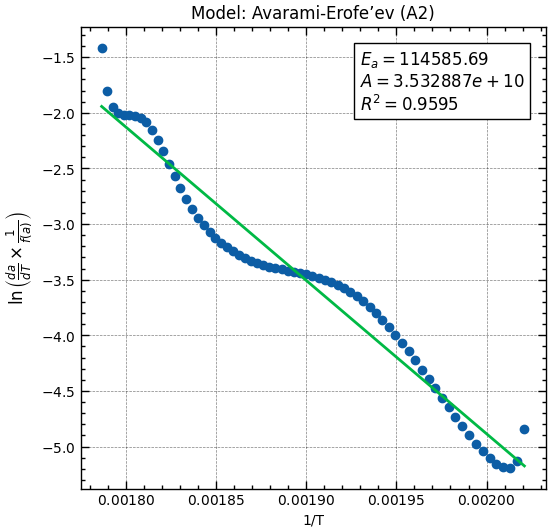 Model: Avarami-Erofe’ev (A2)
E_a = 114585.69
A = 3.532887e + 10
R^2 = 0.9595
ln (da/dT × 1/f(a))
−1.5
−2.0
−2.5
−3.0
−3.5
−4.0
−4.5
−5.0
0.00180 0.00185 0.00190 0.00195 0.00200
1/T